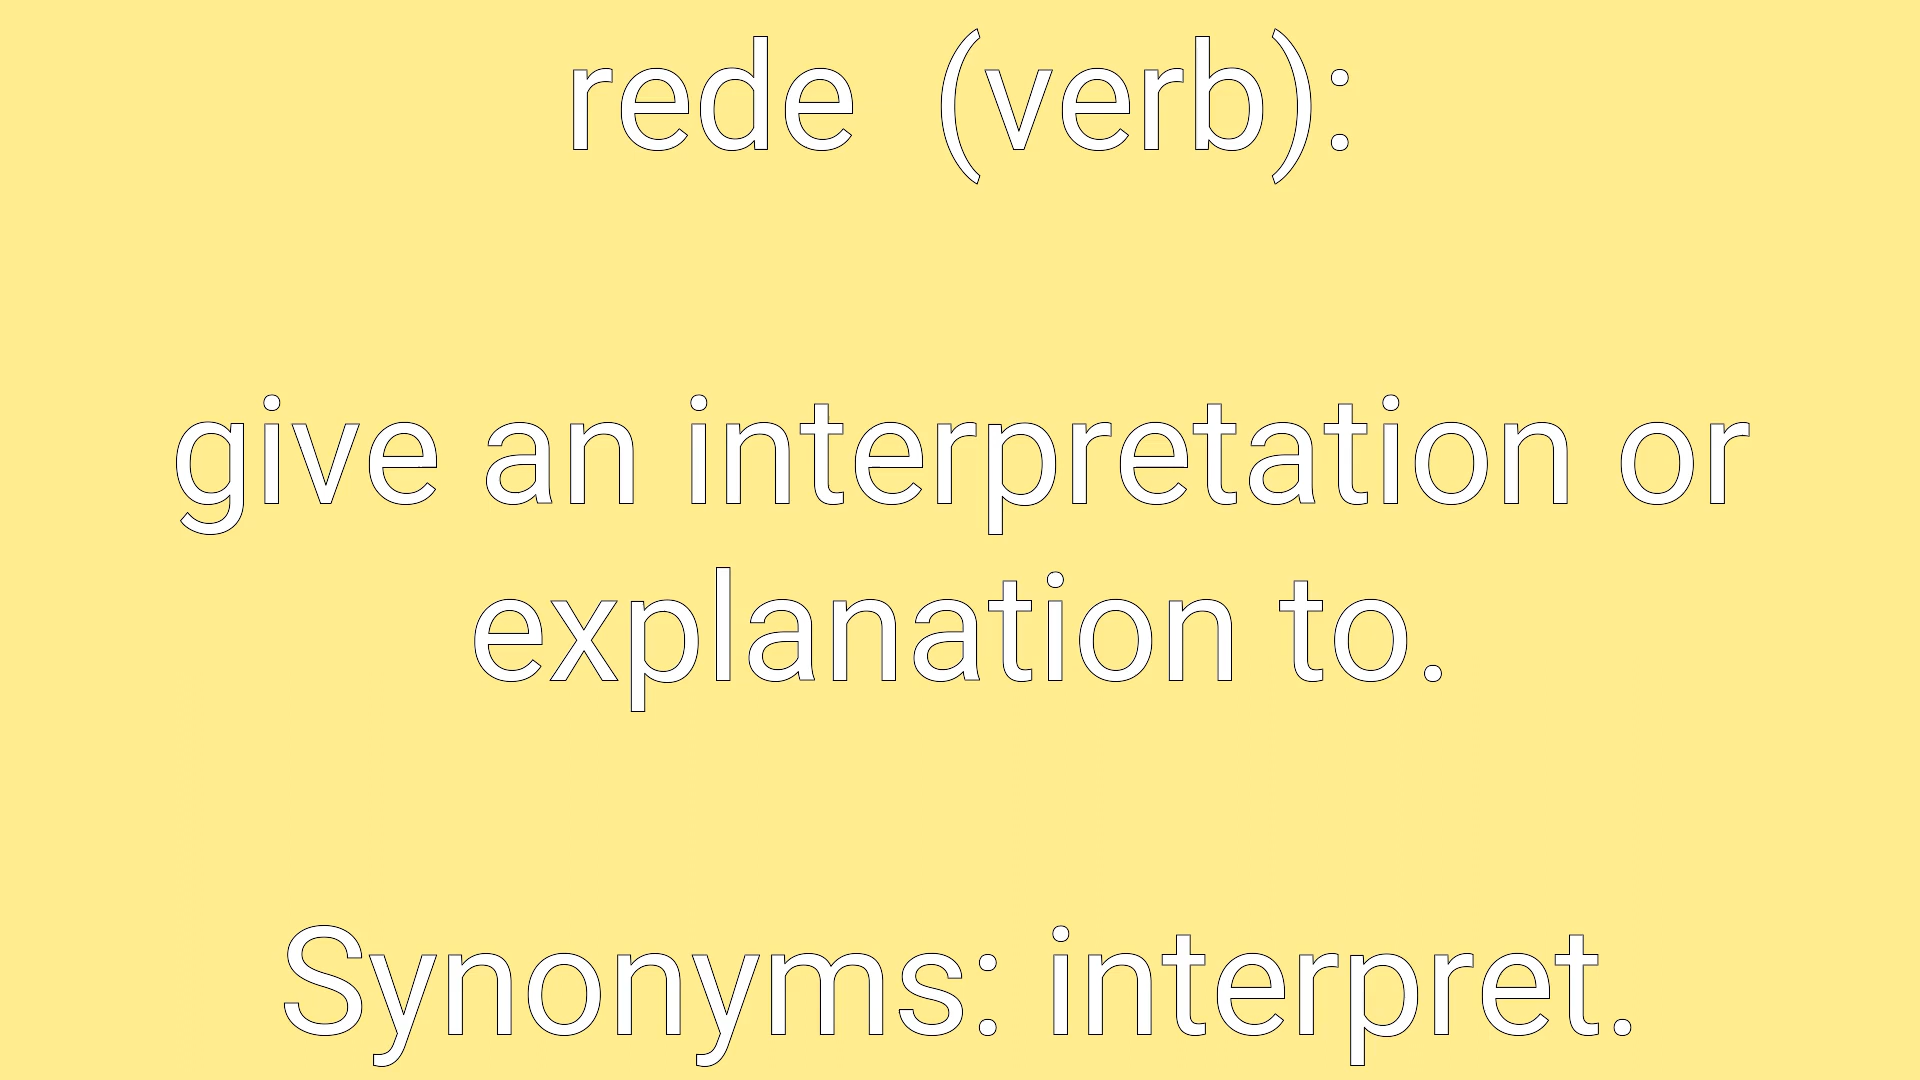 rede  (verb):
give an interpretation or
explanation to.
Synonyms: interpret.